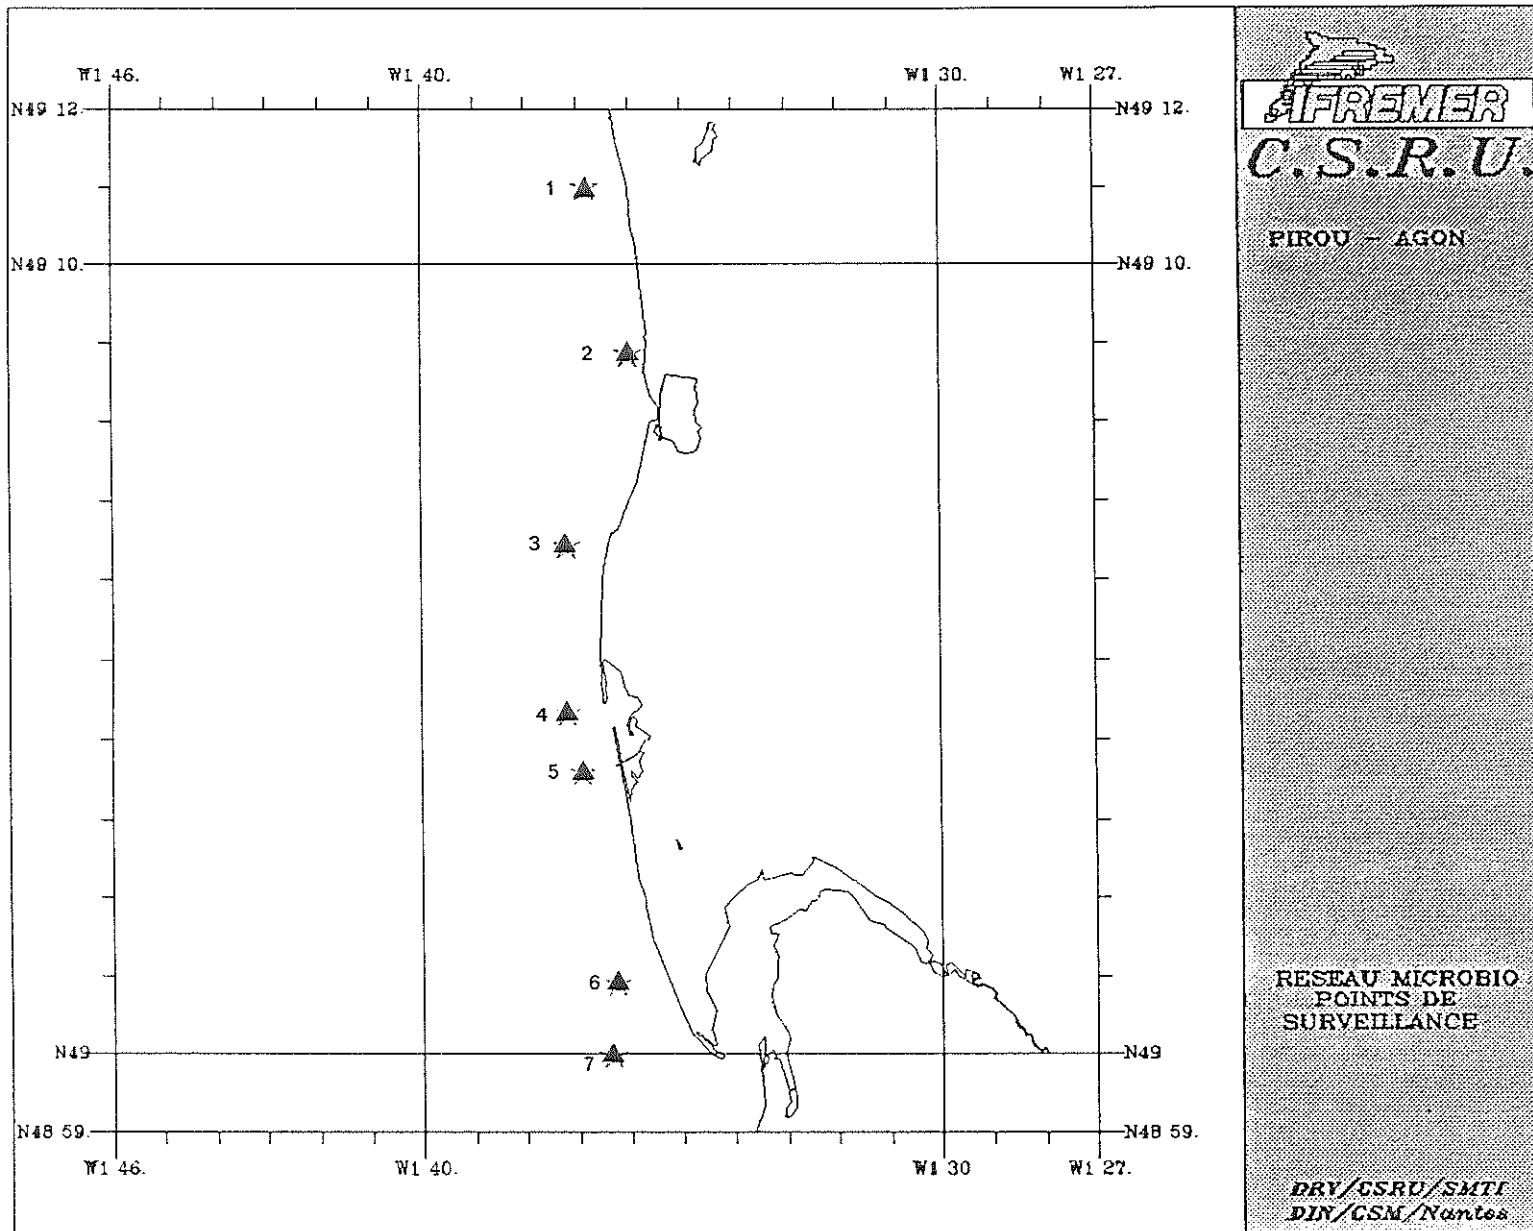 W1 46.
W1 40.
W1 30.
W1 27.
N49 12.
N49 12.
1
N49 10.
N49 10.
2
3
4
5
6
N49
N49
7
N48 59.
N48 59.
W1 46.
W1 40.
W1 30
W1 27.
IFREMER
C.S.R.U.
PIROU - AGON
RESEAU MICROBIO
POINTS DE
SURVEILLANCE
DRV/CSRU/SMTI
DIN/CSM/Nantes